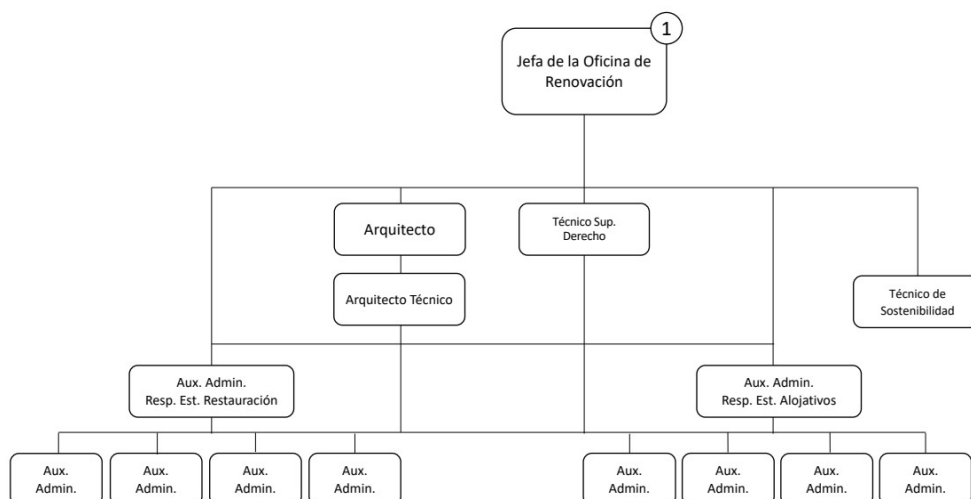 1
Jefa de la Oficina de
Renovación
Arquitecto
Técnico Sup.
Derecho
Arquitecto Técnico
Técnico de
Sostenibilidad
Aux. Admin.
Resp. Est. Restauración
Aux. Admin.
Resp. Est. Alojativos
Aux.
Admin.
Aux.
Admin.
Aux.
Admin.
Aux.
Admin.
Aux.
Admin.
Aux.
Admin.
Aux.
Admin.
Aux.
Admin.